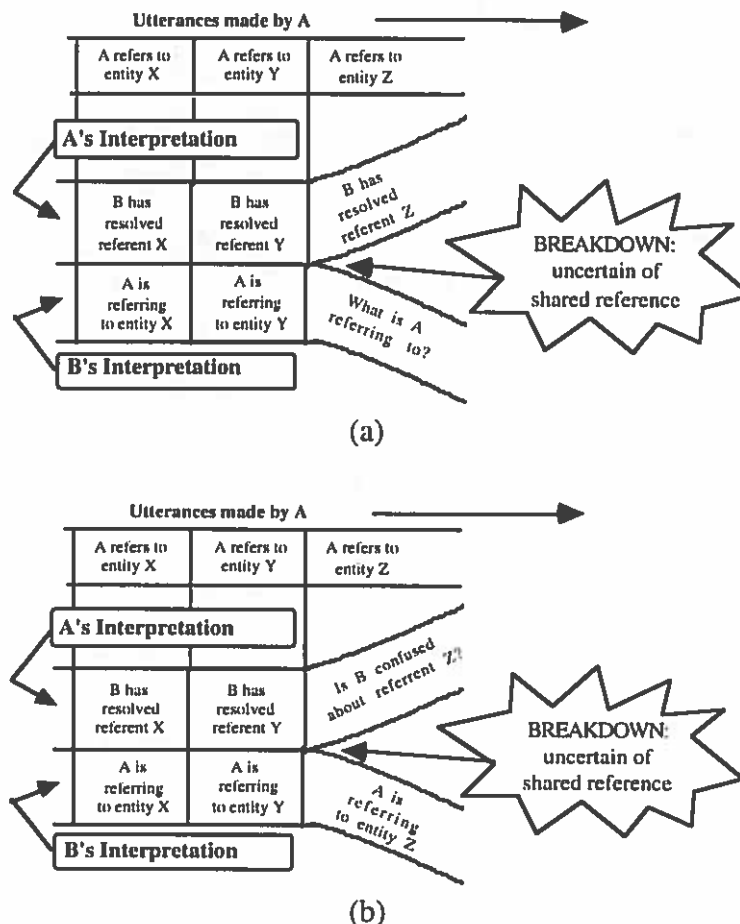 Utterances made by A
A refers to
entity X
A refers to
entity Y
A refers to
entity Z
A's Interpretation
B has
resolved
referent X
B has
resolved
referent Y
B has
resolved
referent Z
BREAKDOWN:
uncertain of
shared reference
A is
referring
to entity X
A is
referring
to entity Y
What is A
referring to?
B's Interpretation
(a)
Utterances made by A
A refers to
entity X
A refers to
entity Y
A refers to
entity Z
A's Interpretation
B has
resolved
referent X
B has
resolved
referent Y
Is B confused
about referrent Z?
BREAKDOWN:
uncertain of
shared reference
A is
referring
to entity X
A is
referring
to entity Y
A is
referring
to entity Z
B's Interpretation
(b)